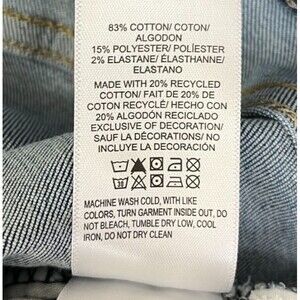 83% COTTON/ COTON/
ALGODON
15% POLYESTER/ POLÍESTER
2% ELASTANE/ ÉLASTHANNE/
ELASTANO
MADE WITH 20% RECYCLED
COTTON/ FAIT DE 20% DE
COTON RECYCLÉ/ HECHO CON
20% ALGODÓN RECICLADO
EXCLUSIVE OF DECORATION/
SAUF LA DÉCORATIONS/ NO
INCLUYE LA DECORACIÓN
30
MACHINE WASH COLD, WITH LIKE
COLORS, TURN GARMENT INSIDE OUT, DO
NOT BLEACH, TUMBLE DRY LOW, COOL
IRON, DO NOT DRY CLEAN